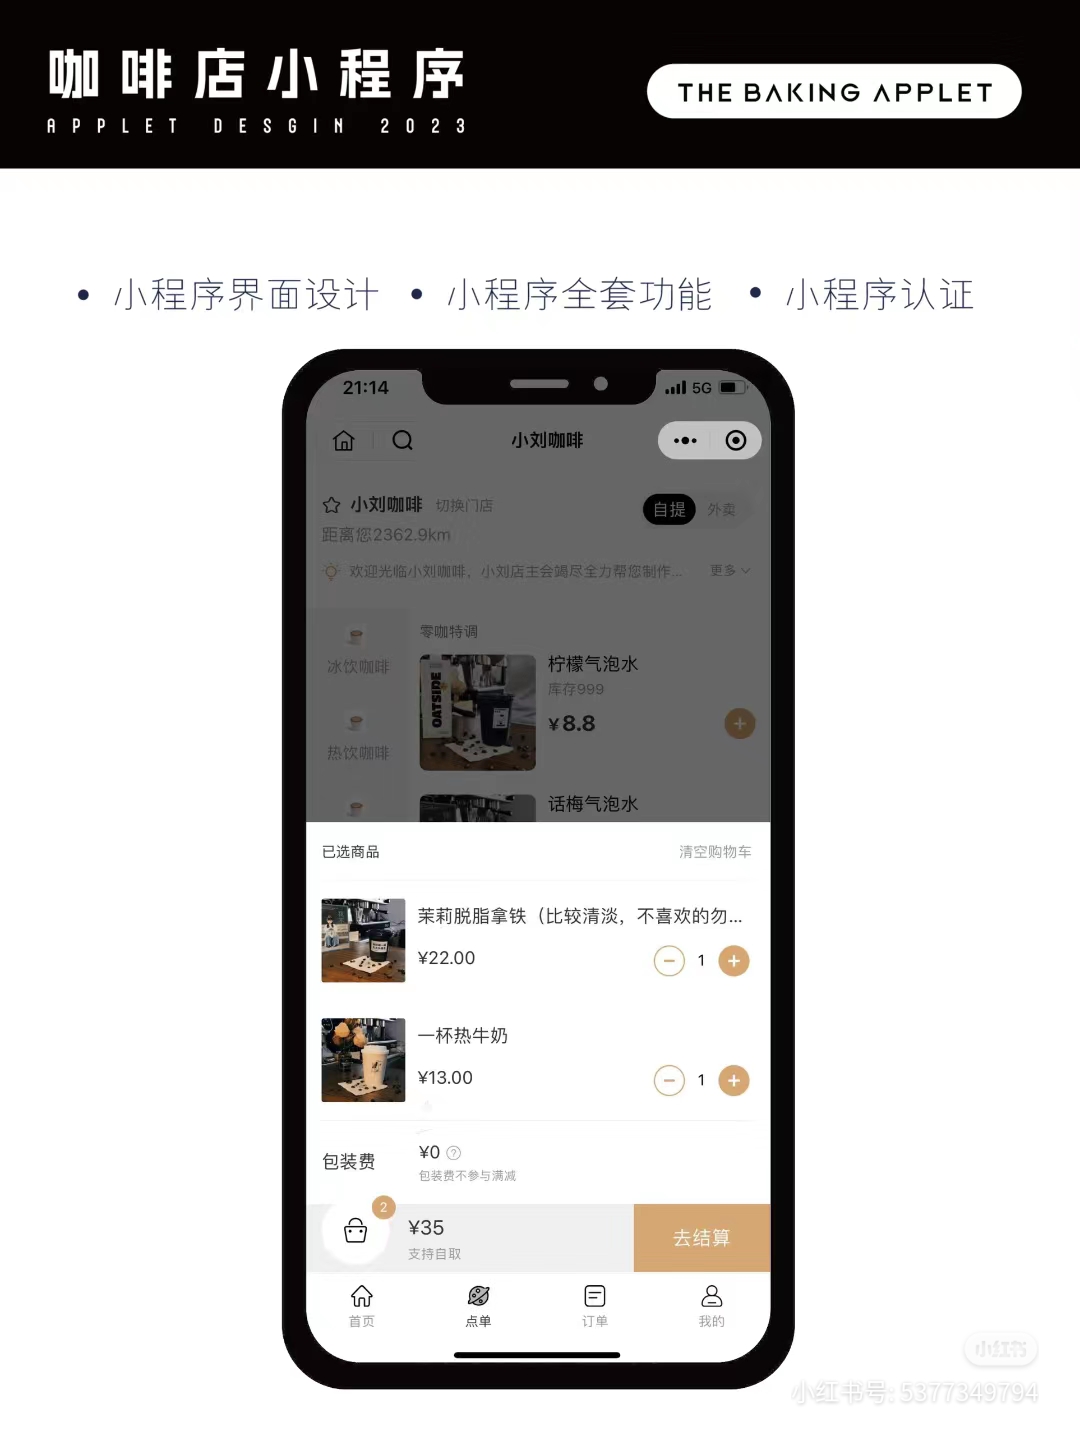 咖啡店小程序
APPLET DESGIN 2023
THE BAKING APPLET
• 小程序界面设计 • 小程序全套功能 • 小程序认证
21:14 5G
小刘咖啡
小刘咖啡 切换门店 自提 外卖
距离您2362.9km
欢迎光临小刘咖啡，小刘店主会竭尽全力帮您制作... 更多
零咖特调
冰饮咖啡
热饮咖啡
OATSIDE
柠檬气泡水
库存999
¥8.8
话梅气泡水
已选商品 清空购物车
茉莉脱脂拿铁（比较清淡，不喜欢的勿...
¥22.00 1
一杯热牛奶
¥13.00 1
包装费 ¥0
包装费不参与满减
2
¥35
支持自取
去结算
首页 点单 订单 我的
小红书
小红书号: 5377349794